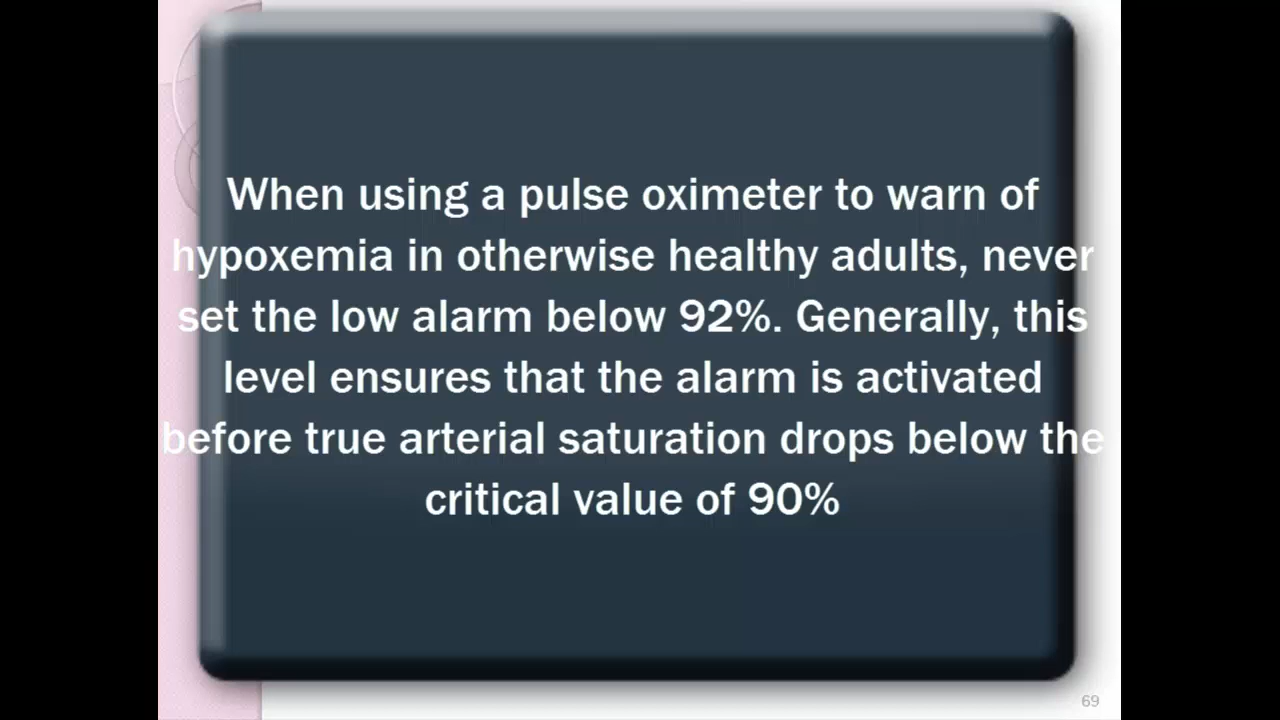 When using a pulse oximeter to warn of
hypoxemia in otherwise healthy adults, never
set the low alarm below 92%. Generally, this
level ensures that the alarm is activated
before true arterial saturation drops below the
critical value of 90%
69